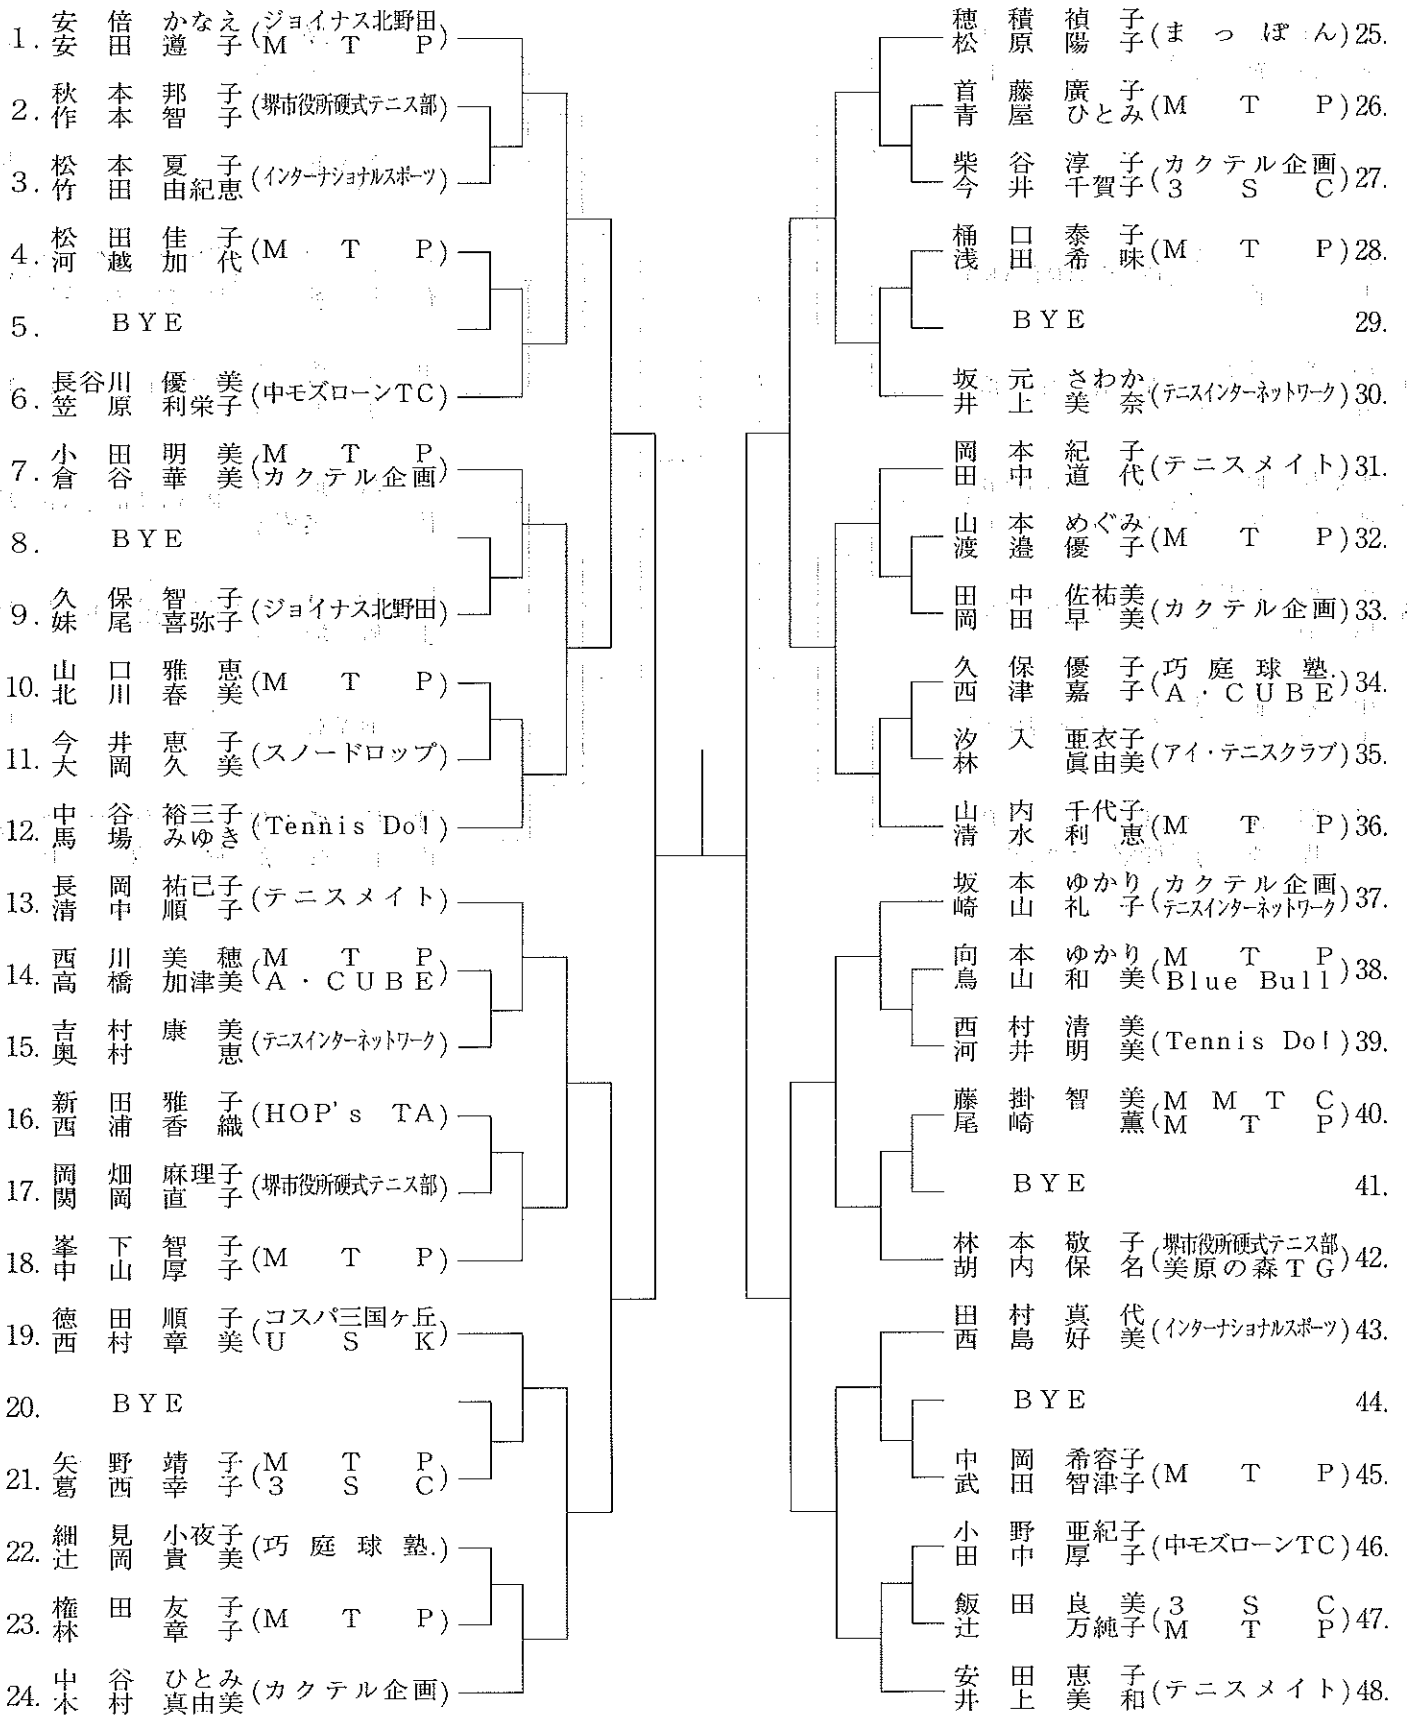 1. 安倍かなえ (ジョイナス北野田
安田遵子 M T P)
2. 秋本邦子 (堺市役所硬式テニス部)
作本智子
3. 松本夏子 (インターナショナルスポーツ)
竹田由紀恵
4. 松田佳子 (M T P)
河越加代
5. BYE
6. 長谷川優美 (中モズローンTC)
笠原利栄子
7. 小田明美 (M T P
倉谷華美 カクテル企画)
8. BYE
9. 久保智子 (ジョイナス北野田)
妹尾喜弥子
10. 山口雅恵 (M T P)
北川春美
11. 今井恵子 (スノードロップ)
大岡久美
12. 中谷裕三子 (Tennis Do!)
馬場みゆき
13. 長岡祐己子 (テニスメイト)
清中順子
14. 西川美穂 (M T P
高橋加津美 A・CUBE)
15. 吉村康美 (テニスインターネットワーク)
奥村恵
16. 新田雅子 (HOP's TA)
西浦香織
17. 岡畑麻理子 (堺市役所硬式テニス部)
関岡直子
18. 峯下智子 (M T P)
中山厚子
19. 徳田順子 (コスパ三国ヶ丘
西村章美 U S K)
20. BYE
21. 矢野靖子 (M T P
葛西幸子 3 S C)
22. 細見小夜子 (巧庭球塾.)
辻岡貴美
23. 権田友子 (M T P)
林章子
24. 中谷ひとみ (カクテル企画)
木村真由美
穂積禎子 (まっぽん) 25.
松原陽子
首藤廣子 (M T P) 26.
青屋ひとみ
柴谷淳子 (カクテル企画
今井千賀子 3 S C) 27.
桶口泰子 (M T P) 28.
浅田希味
BYE 29.
坂元さわか (テニスインターネットワーク) 30.
井上美奈
岡本紀子 (テニスメイト) 31.
田中道代
山本めぐみ (M T P) 32.
渡邉優子
田中佐祐美 (カクテル企画) 33.
岡田早美
久保優子 (巧庭球塾.
西津嘉子 A・CUBE) 34.
汐入亜衣子 (アイ・テニスクラブ) 35.
林眞由美
山内千代子 (M T P) 36.
清水利恵
坂本ゆかり (カクテル企画
崎山礼子 テニスインターネットワーク) 37.
向本ゆかり (M T P
鳥山和美 Blue Bull) 38.
西村清美 (Tennis Do!) 39.
河井明美
藤掛智美 (M M T C
尾崎薫 M T P) 40.
BYE 41.
林本敬子 (堺市役所硬式テニス部
胡内保名 美原の森TG) 42.
田村真代 (インターナショナルスポーツ) 43.
西島好美
BYE 44.
中岡希容子 (M T P) 45.
武田智津子
小野亜紀子 (中モズローンTC) 46.
田中厚子
飯田良美 (3 S C
辻万純子 M T P) 47.
安田恵子 (テニスメイト) 48.
井上美和